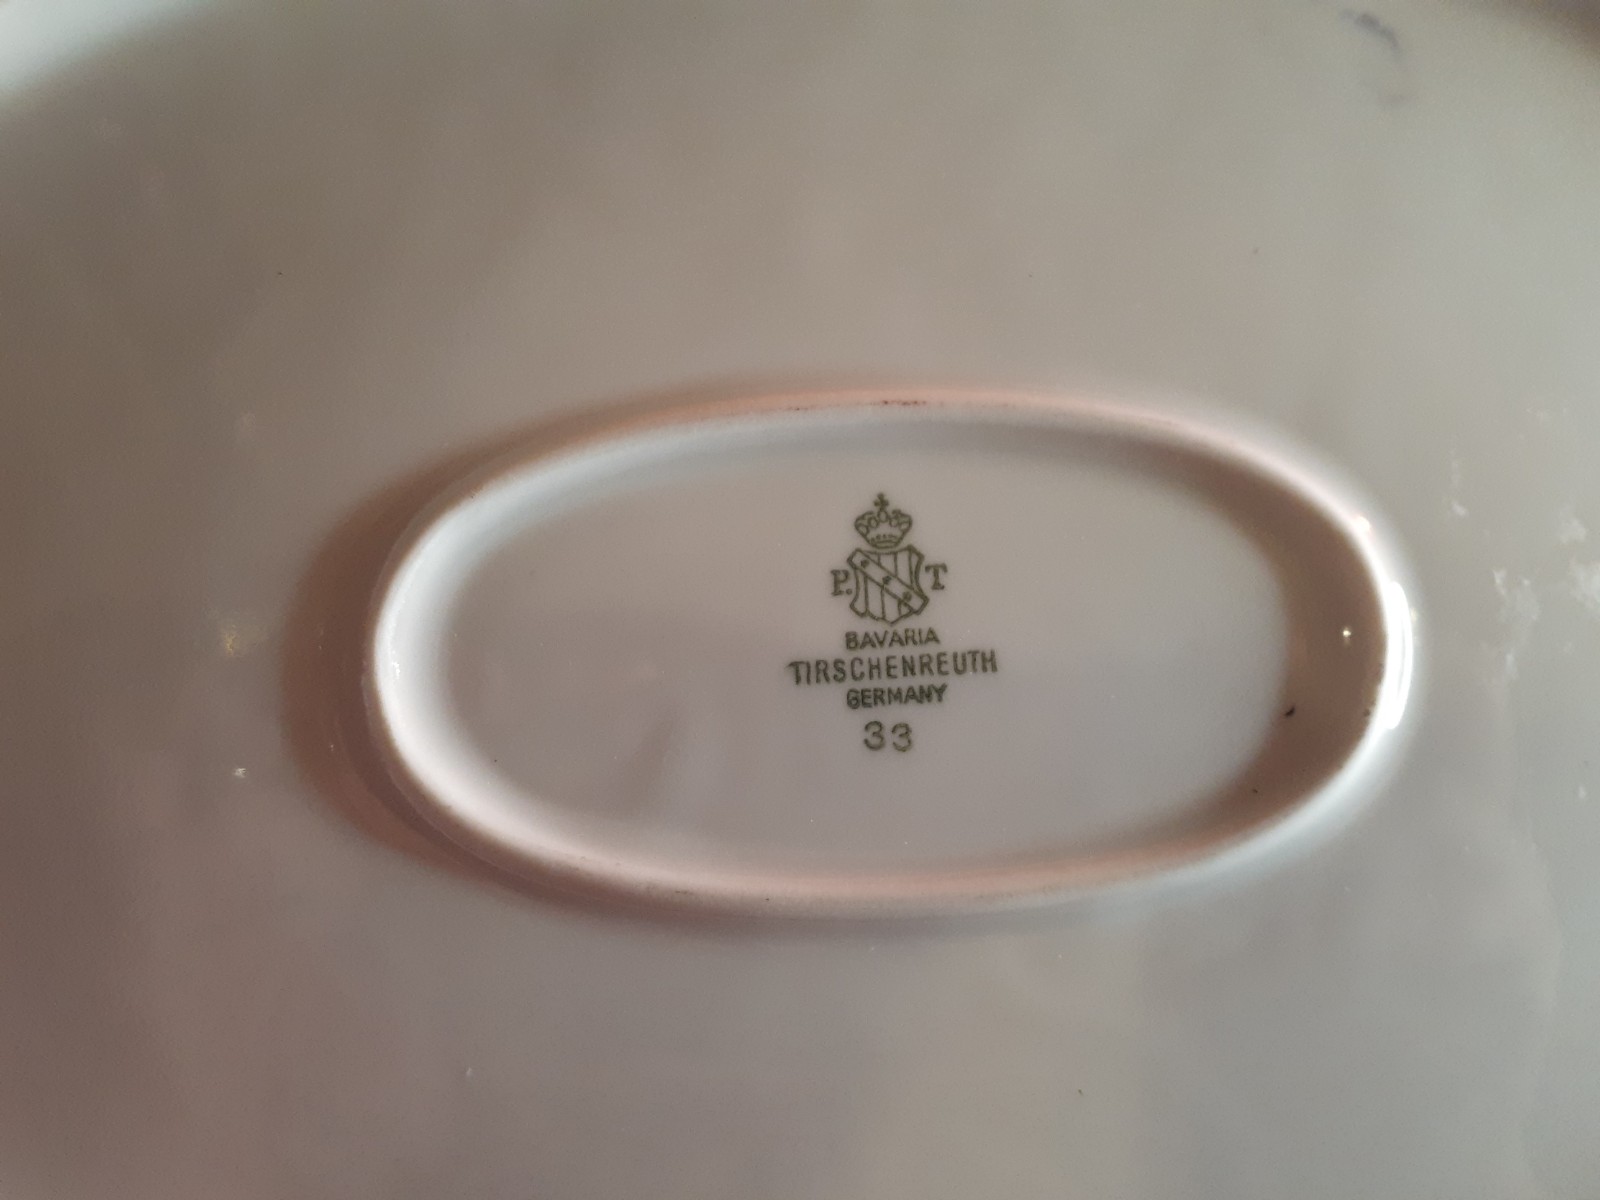 P. T
BAVARIA
TIRSCHENREUTH
GERMANY
33